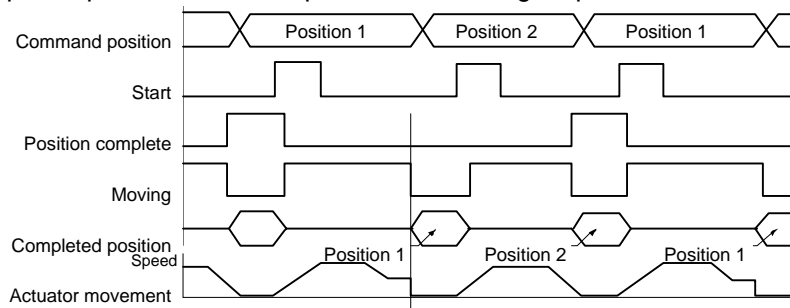 Command position
Position 1
Position 2
Position 1
Start
Position complete
Moving
Completed position
Speed
Position 1
Position 2
Position 1
Actuator movement